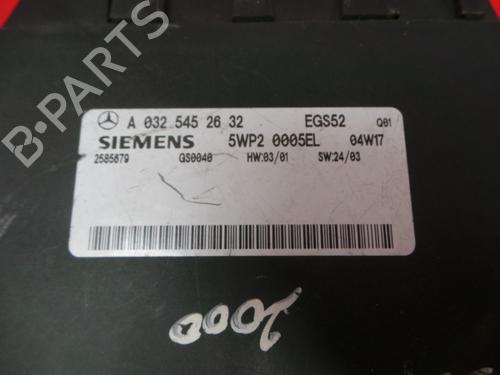 A 032 545 26 32 EGS52 Q01
SIEMENS 5WP2 0005EL 04W17
2585679 GS0040 HW:03/01 SW:24/03
2000
B-PARTS